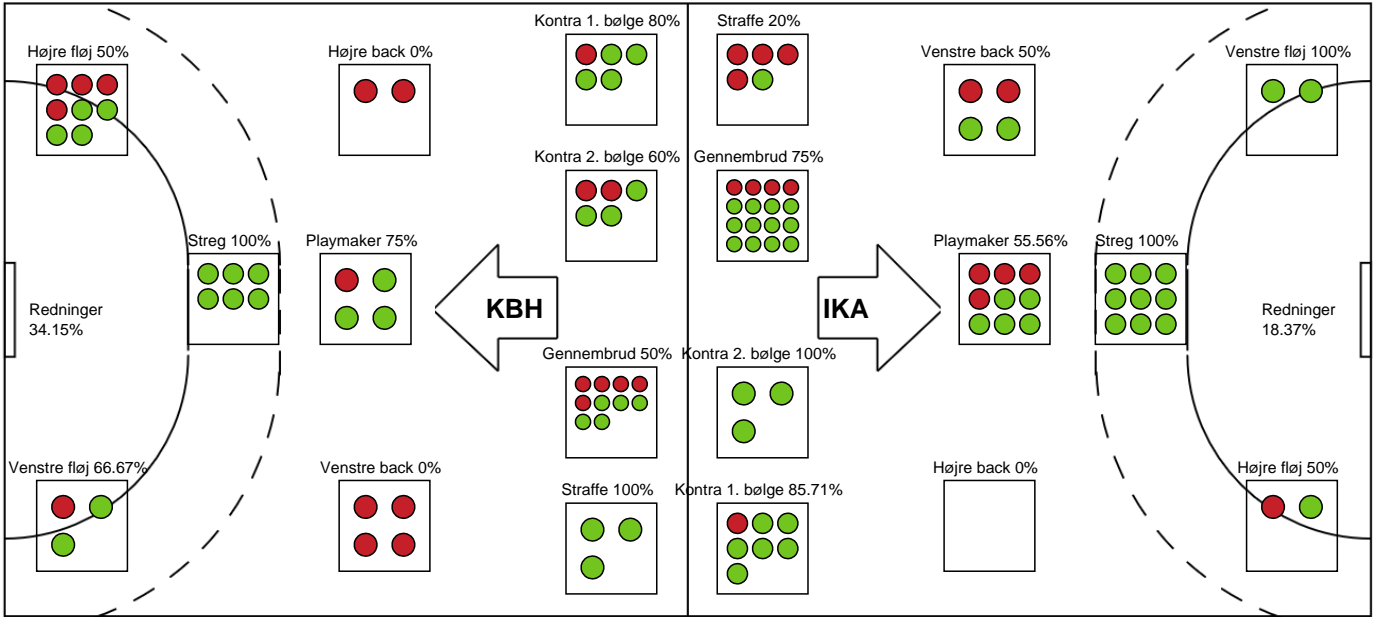 Kontra 1. bølge 80%
Straffe 20%
Højre fløj 50%
Højre back 0%
Venstre back 50%
Venstre fløj 100%
Kontra 2. bølge 60%
Gennembrud 75%
Streg 100%
Playmaker 75%
Playmaker 55.56%
Streg 100%
Redninger
34.15%
KBH
IKA
Redninger
18.37%
Gennembrud 50%
Kontra 2. bølge 100%
Venstre fløj 66.67%
Venstre back 0%
Højre back 0%
Højre fløj 50%
Straffe 100%
Kontra 1. bølge 85.71%